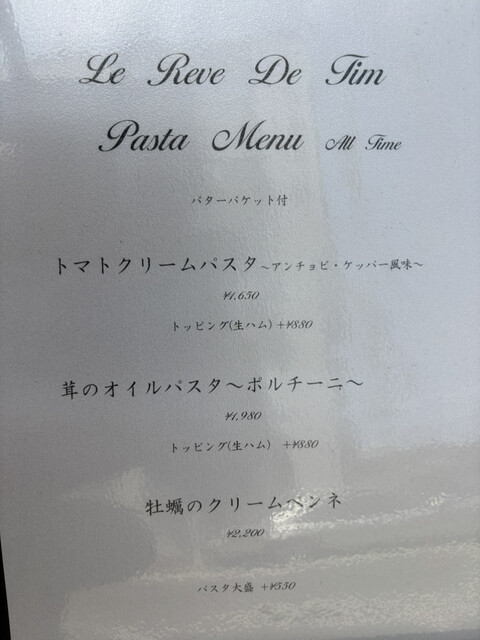 Le Reve De Tim
Pasta Menu All Time
バターバケット付
トマトクリームパスタ~アンチョビ・ケッパー風味~
¥1,650
トッピング(生ハム)+¥880
茸のオイルパスタ～ポルチーニ～
¥1,980
トッピング(生ハム) +¥880
牡蠣のクリームペンネ
¥2,200
パスタ大盛 +¥550